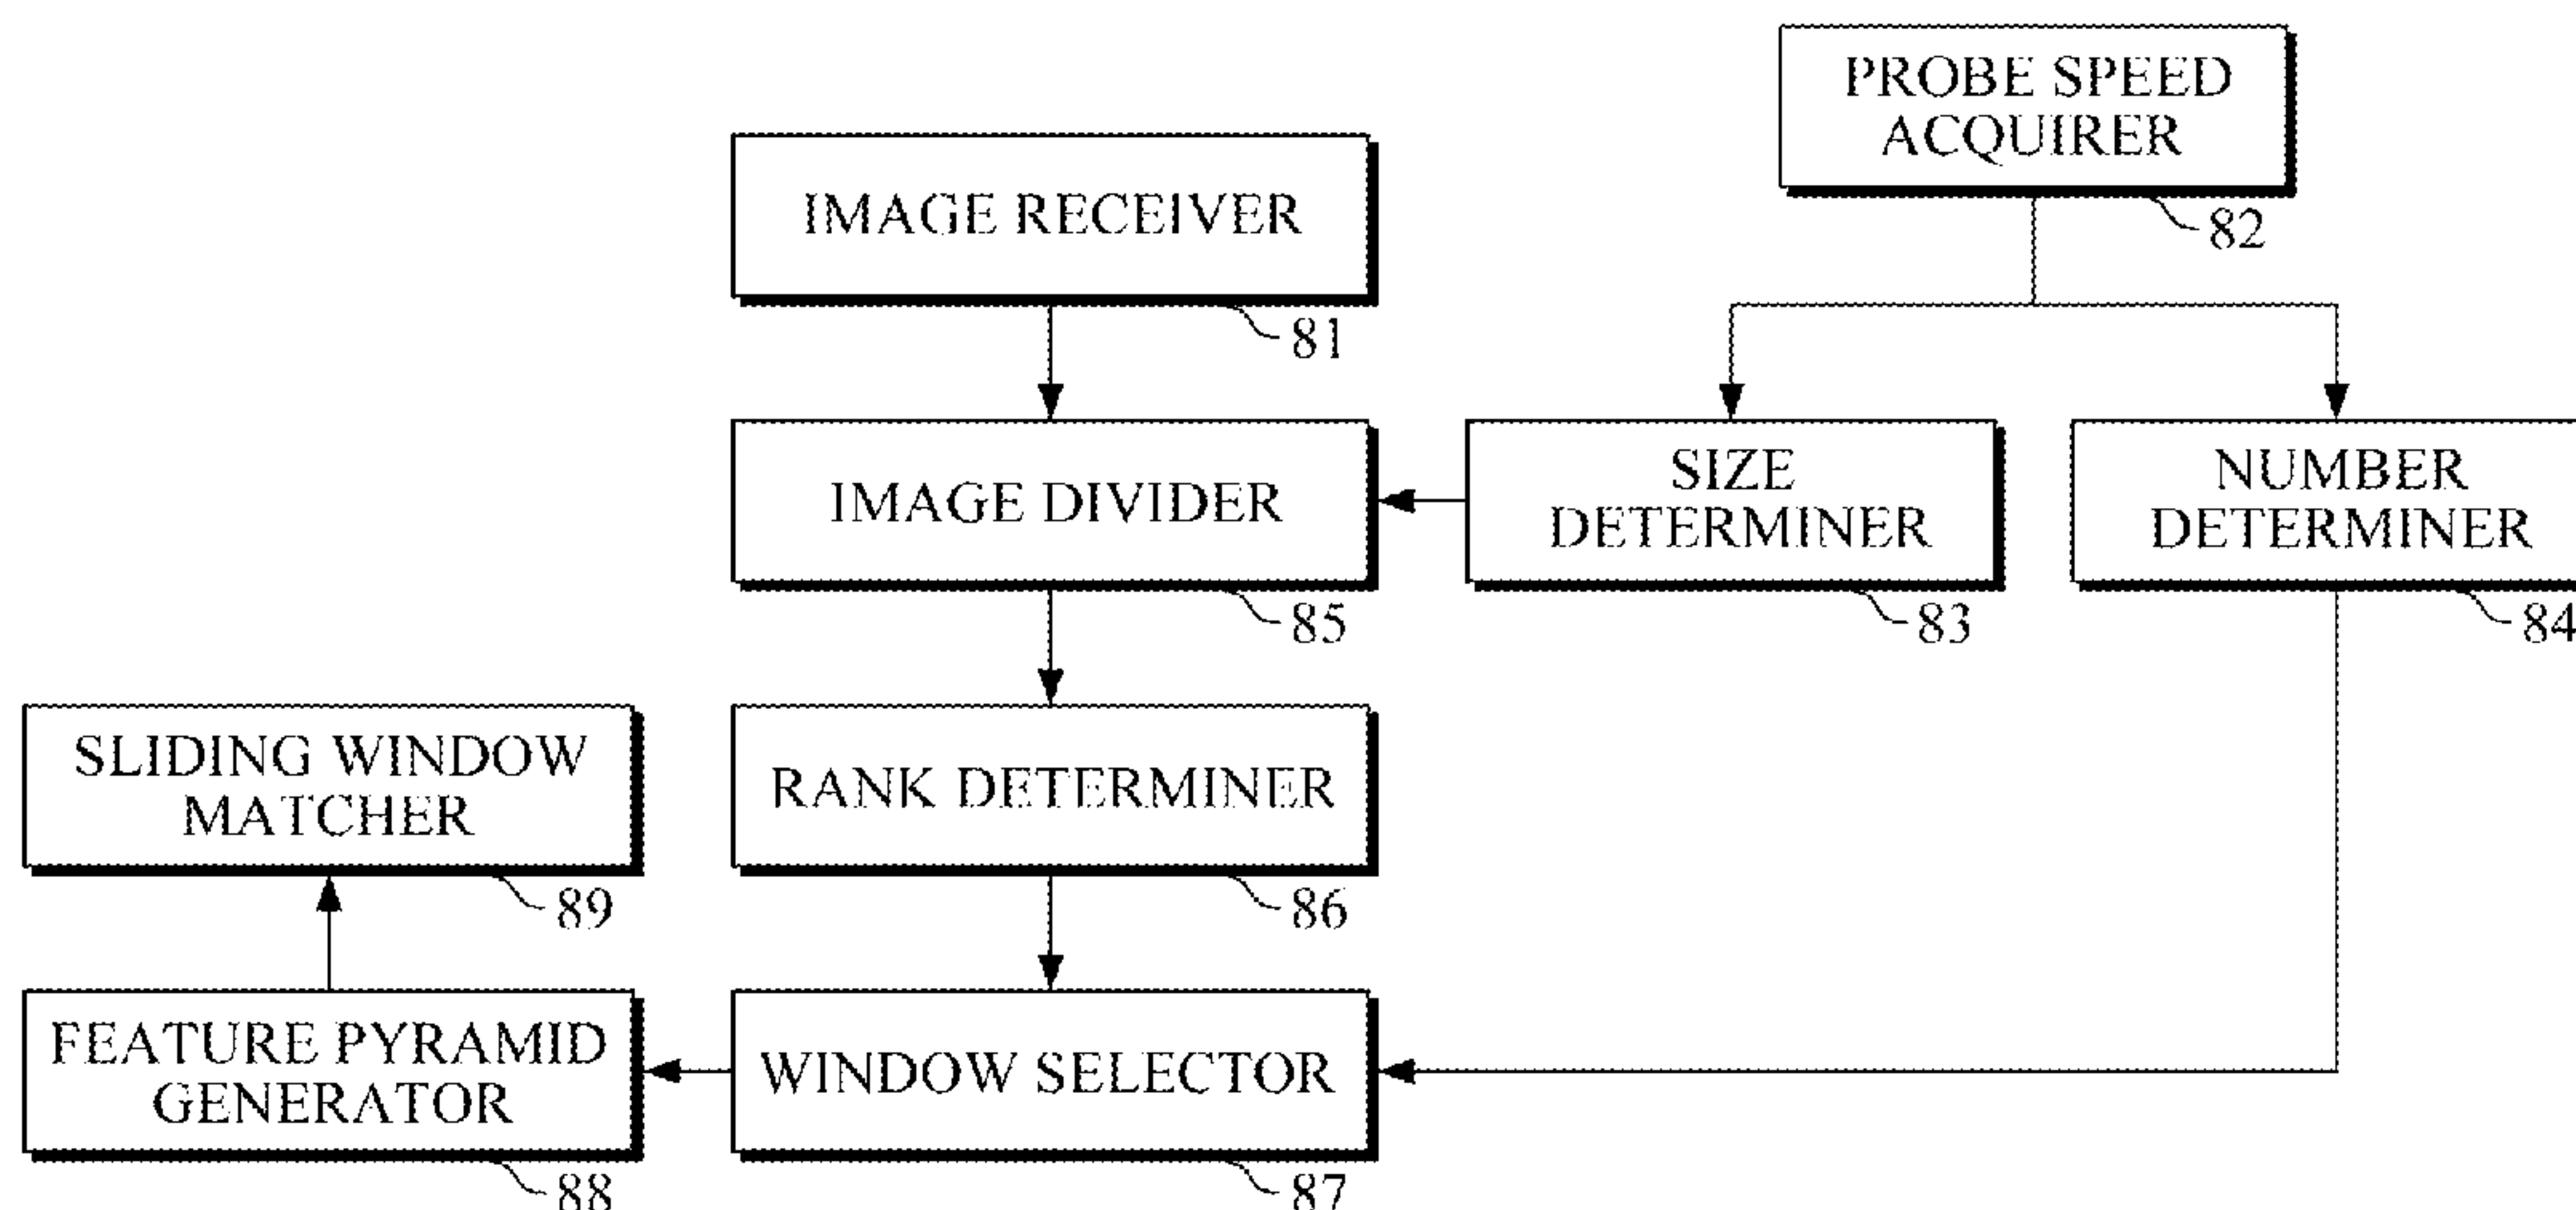 PROBE SPEED
ACQUIRER
82
IMAGE RECEIVER
81
IMAGE DIVIDER
85
SIZE
DETERMINER
83
NUMBER
DETERMINER
84
SLIDING WINDOW
MATCHER
89
RANK DETERMINER
86
FEATURE PYRAMID
GENERATOR
88
WINDOW SELECTOR
87